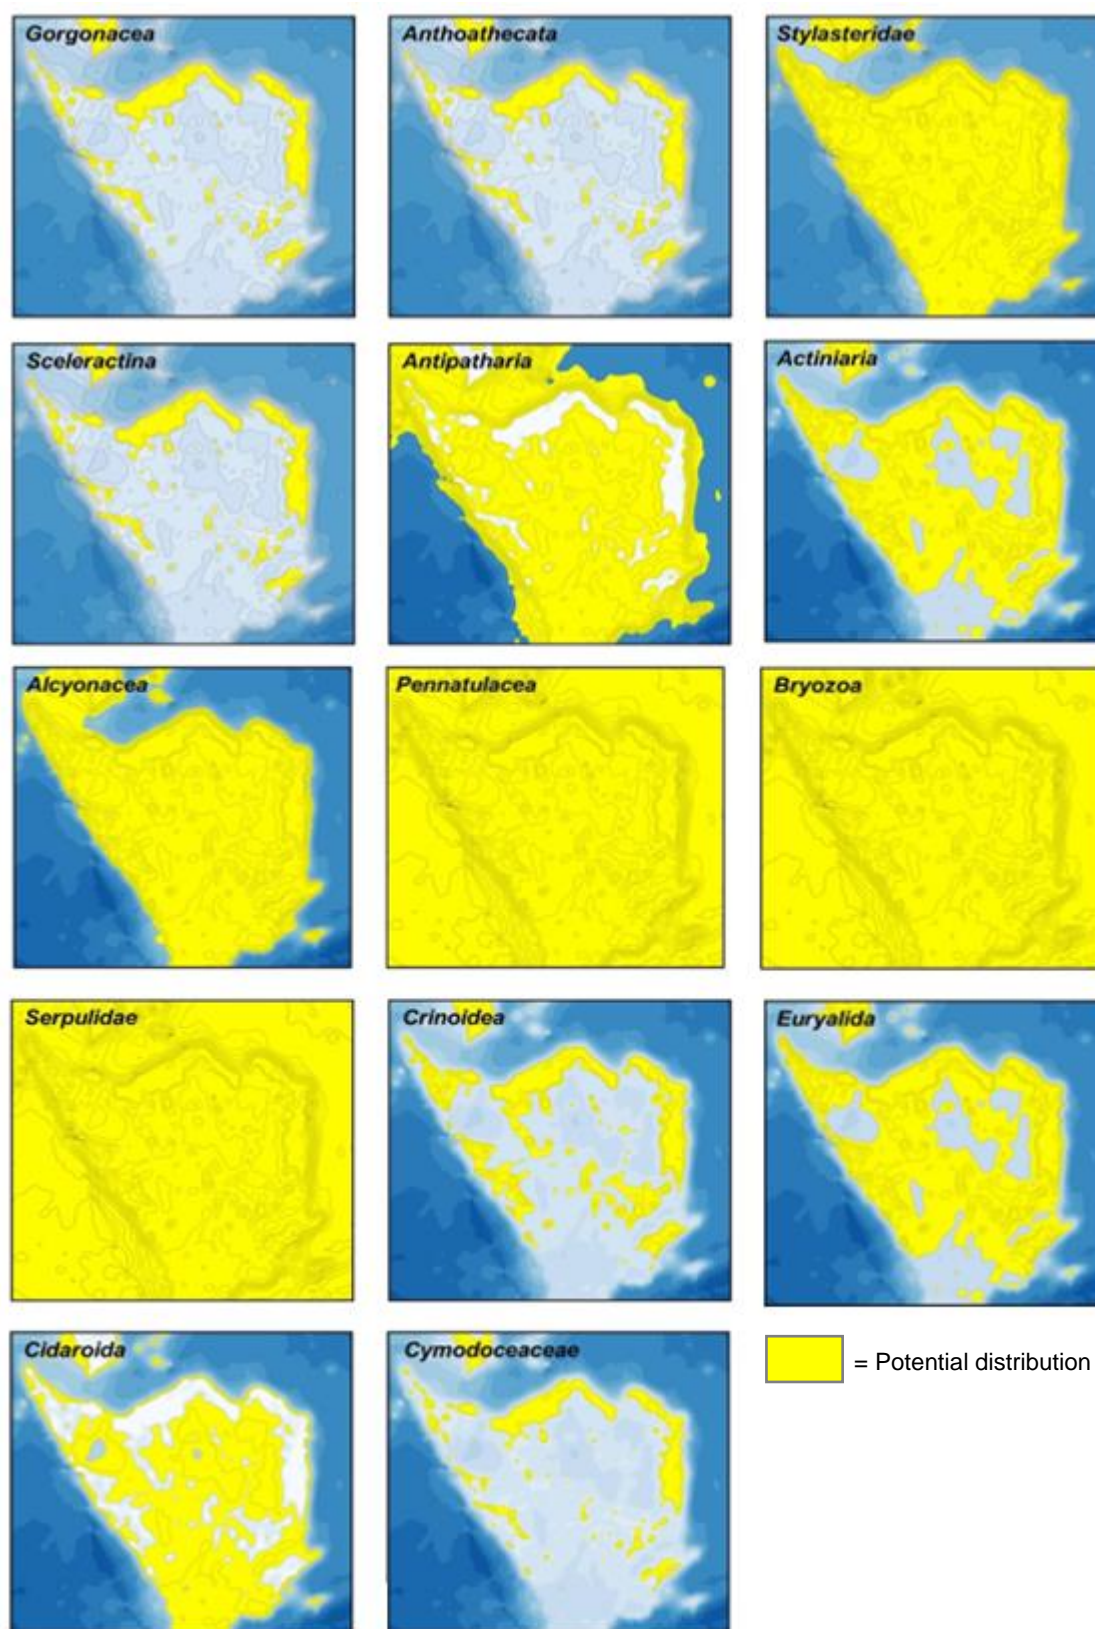 Gorgonacea
Anthoathecata
Stylasteridae
Sceleractina
Antipatharia
Actiniaria
Alcyonacea
Pennatulacea
Bryozoa
Serpulidae
Crinoidea
Euryalida
Cidaroida
Cymodoceaceae
= Potential distribution